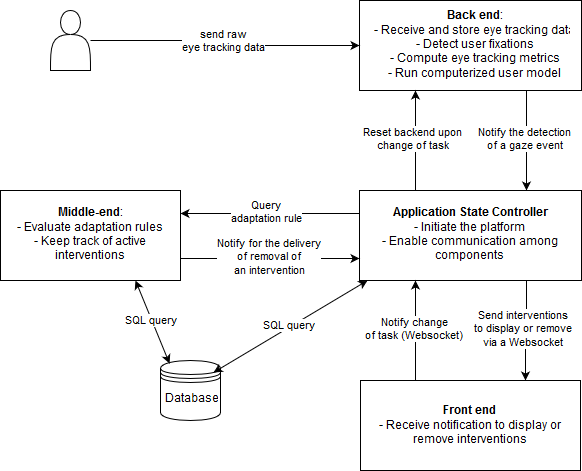 send raw
eye tracking data
Back end:
- Receive and store eye tracking data
- Detect user fixations
- Compute eye tracking metrics
- Run computerized user model
Reset backend upon
change of task
Notify the detection
of a gaze event
Middle-end:
- Evaluate adaptation rules
- Keep track of active
interventions
Query
adaptation rule
Notify for the delivery
of removal of
an intervention
Application State Controller
- Initiate the platform
- Enable communication among
components
SQL query
SQL query
Database
Notify change
of task (Websocket)
Send interventions
to display or remove
via a Websocket
Front end
- Receive notification to display or
remove interventions